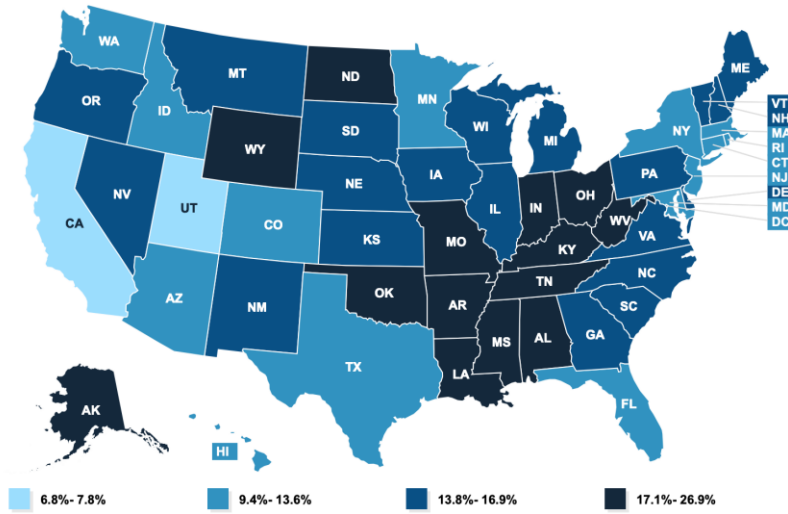 WA
MT
ND
MN
ME
OR
ID
WY
SD
WI
MI
NY
VT
NH
MA
RI
CT
NJ
DE
MD
DC
NV
UT
CA
CO
NE
IA
IL
IN
OH
PA
WV
VA
KS
MO
KY
NC
TN
SC
AZ
NM
OK
AR
MS
AL
GA
LA
TX
FL
AK
HI
6.8%- 7.8%
9.4%- 13.6%
13.8%- 16.9%
17.1%- 26.9%